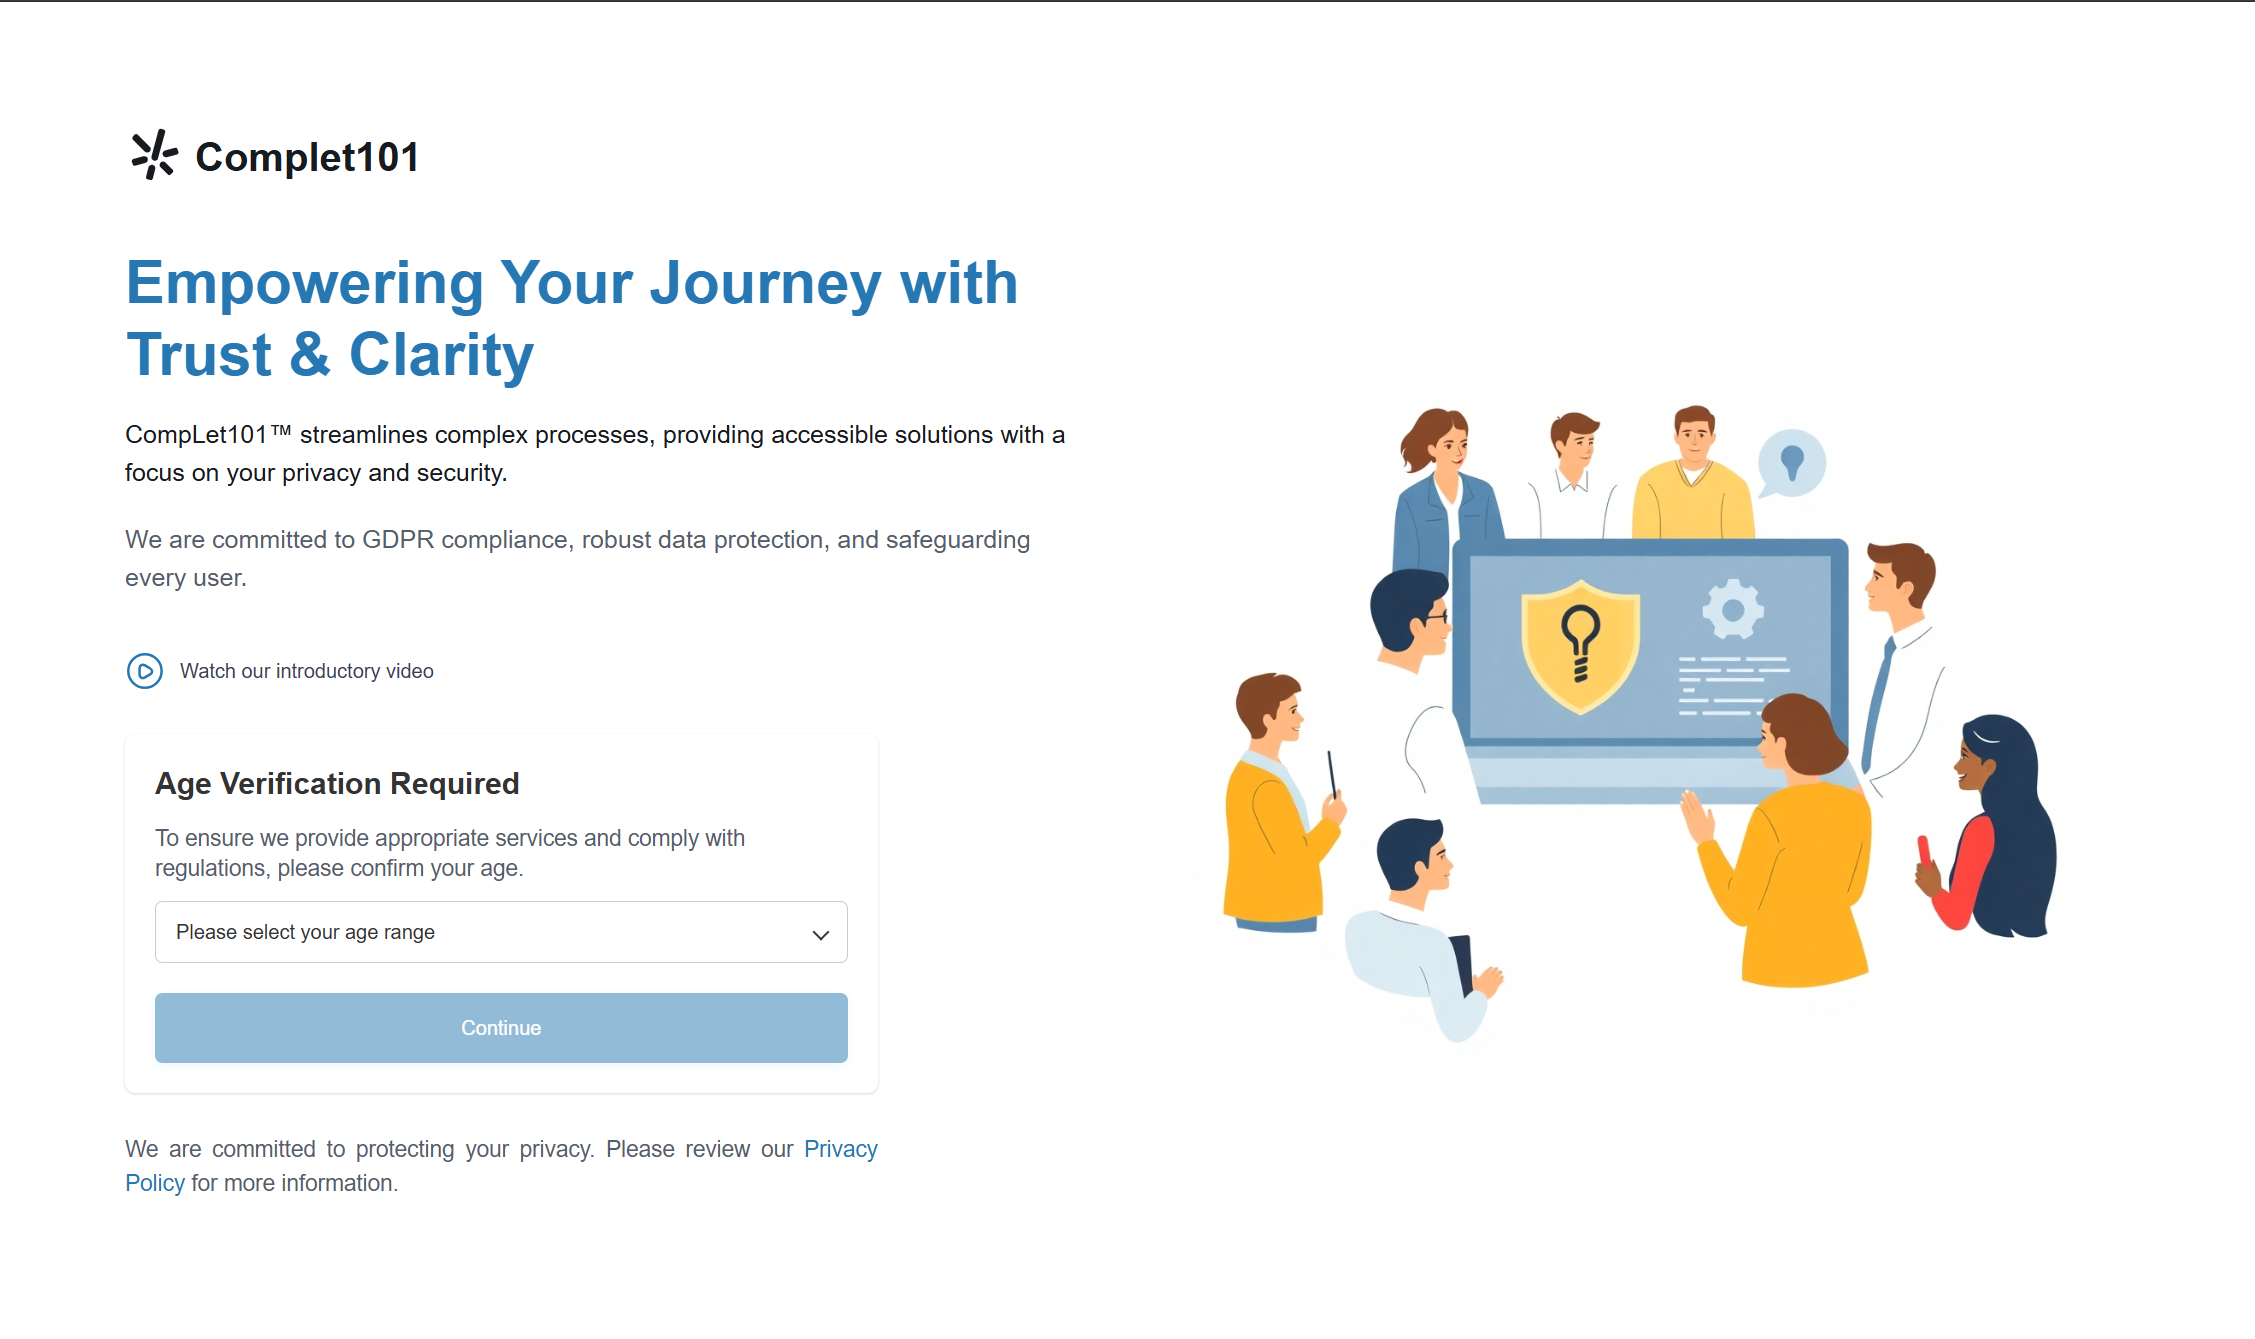 Complet101
Empowering Your Journey with
Trust & Clarity
CompLet101™ streamlines complex processes, providing accessible solutions with a
focus on your privacy and security.
We are committed to GDPR compliance, robust data protection, and safeguarding
every user.
Watch our introductory video
Age Verification Required
To ensure we provide appropriate services and comply with
regulations, please confirm your age.
Please select your age range
Continue
We are committed to protecting your privacy. Please review our Privacy
Policy for more information.